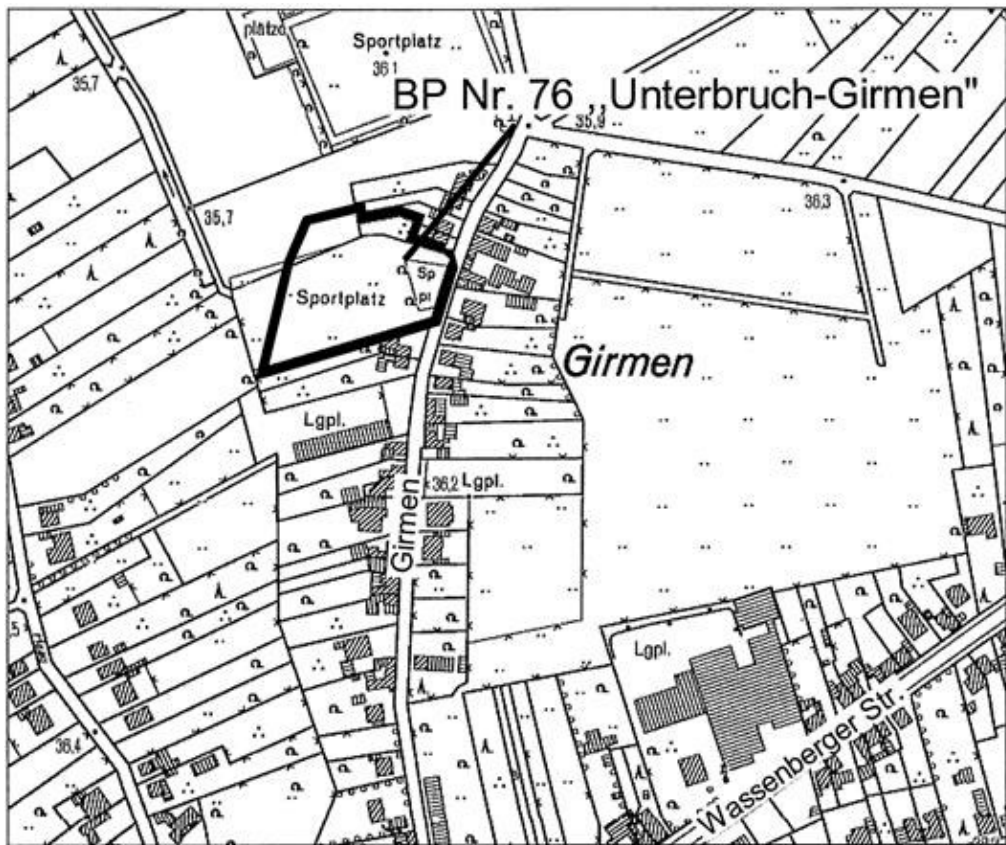 platzd.
Sportplatz
36,1
35,7
BP Nr. 76 „Unterbruch-Girmen"
35,9
36,3
35,7
Sp
pl
Sportplatz
Girmen
Lgpl.
36,2
Lgpl.
Girmen
Lgpl.
36,4
Wassenberger Str.